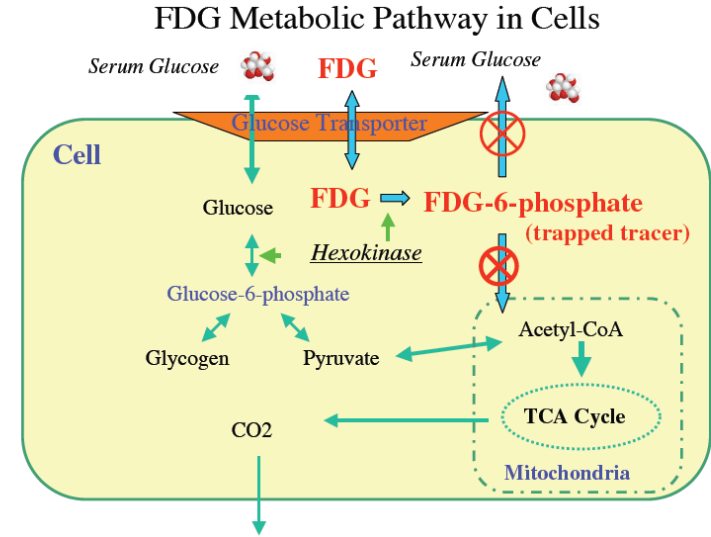 FDG Metabolic Pathway in Cells
Serum Glucose
FDG
Serum Glucose
Glucose Transporter
Cell
Glucose
FDG
FDG-6-phosphate
(trapped tracer)
Hexokinase
Glucose-6-phosphate
Glycogen
Pyruvate
Acetyl-CoA
TCA Cycle
CO2
Mitochondria